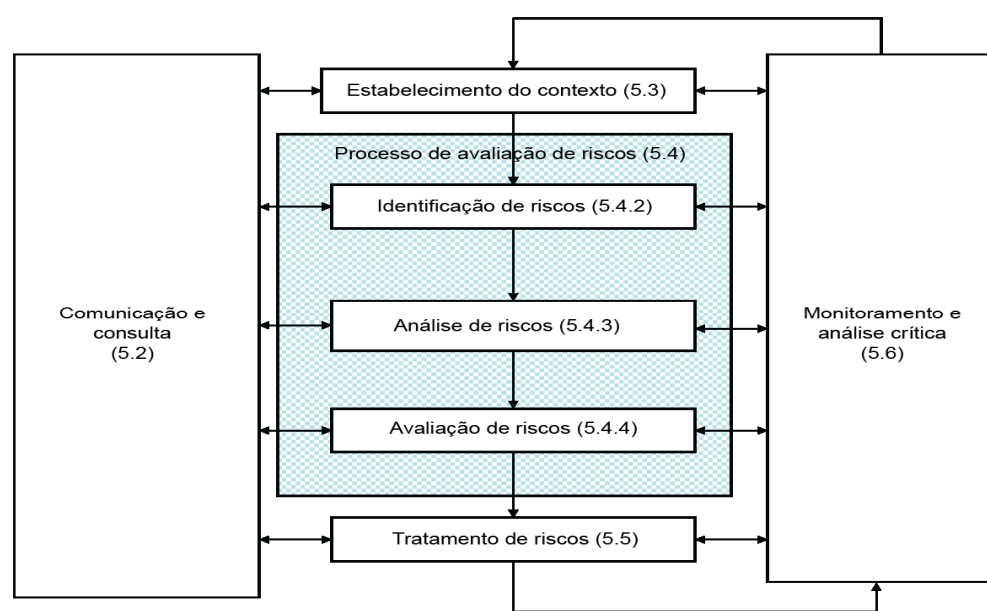 Estabelecimento do contexto (5.3)
Processo de avaliação de riscos (5.4)
Identificação de riscos (5.4.2)
Comunicação e
consulta
(5.2)
Análise de riscos (5.4.3)
Monitoramento e
análise crítica
(5.6)
Avaliação de riscos (5.4.4)
Tratamento de riscos (5.5)